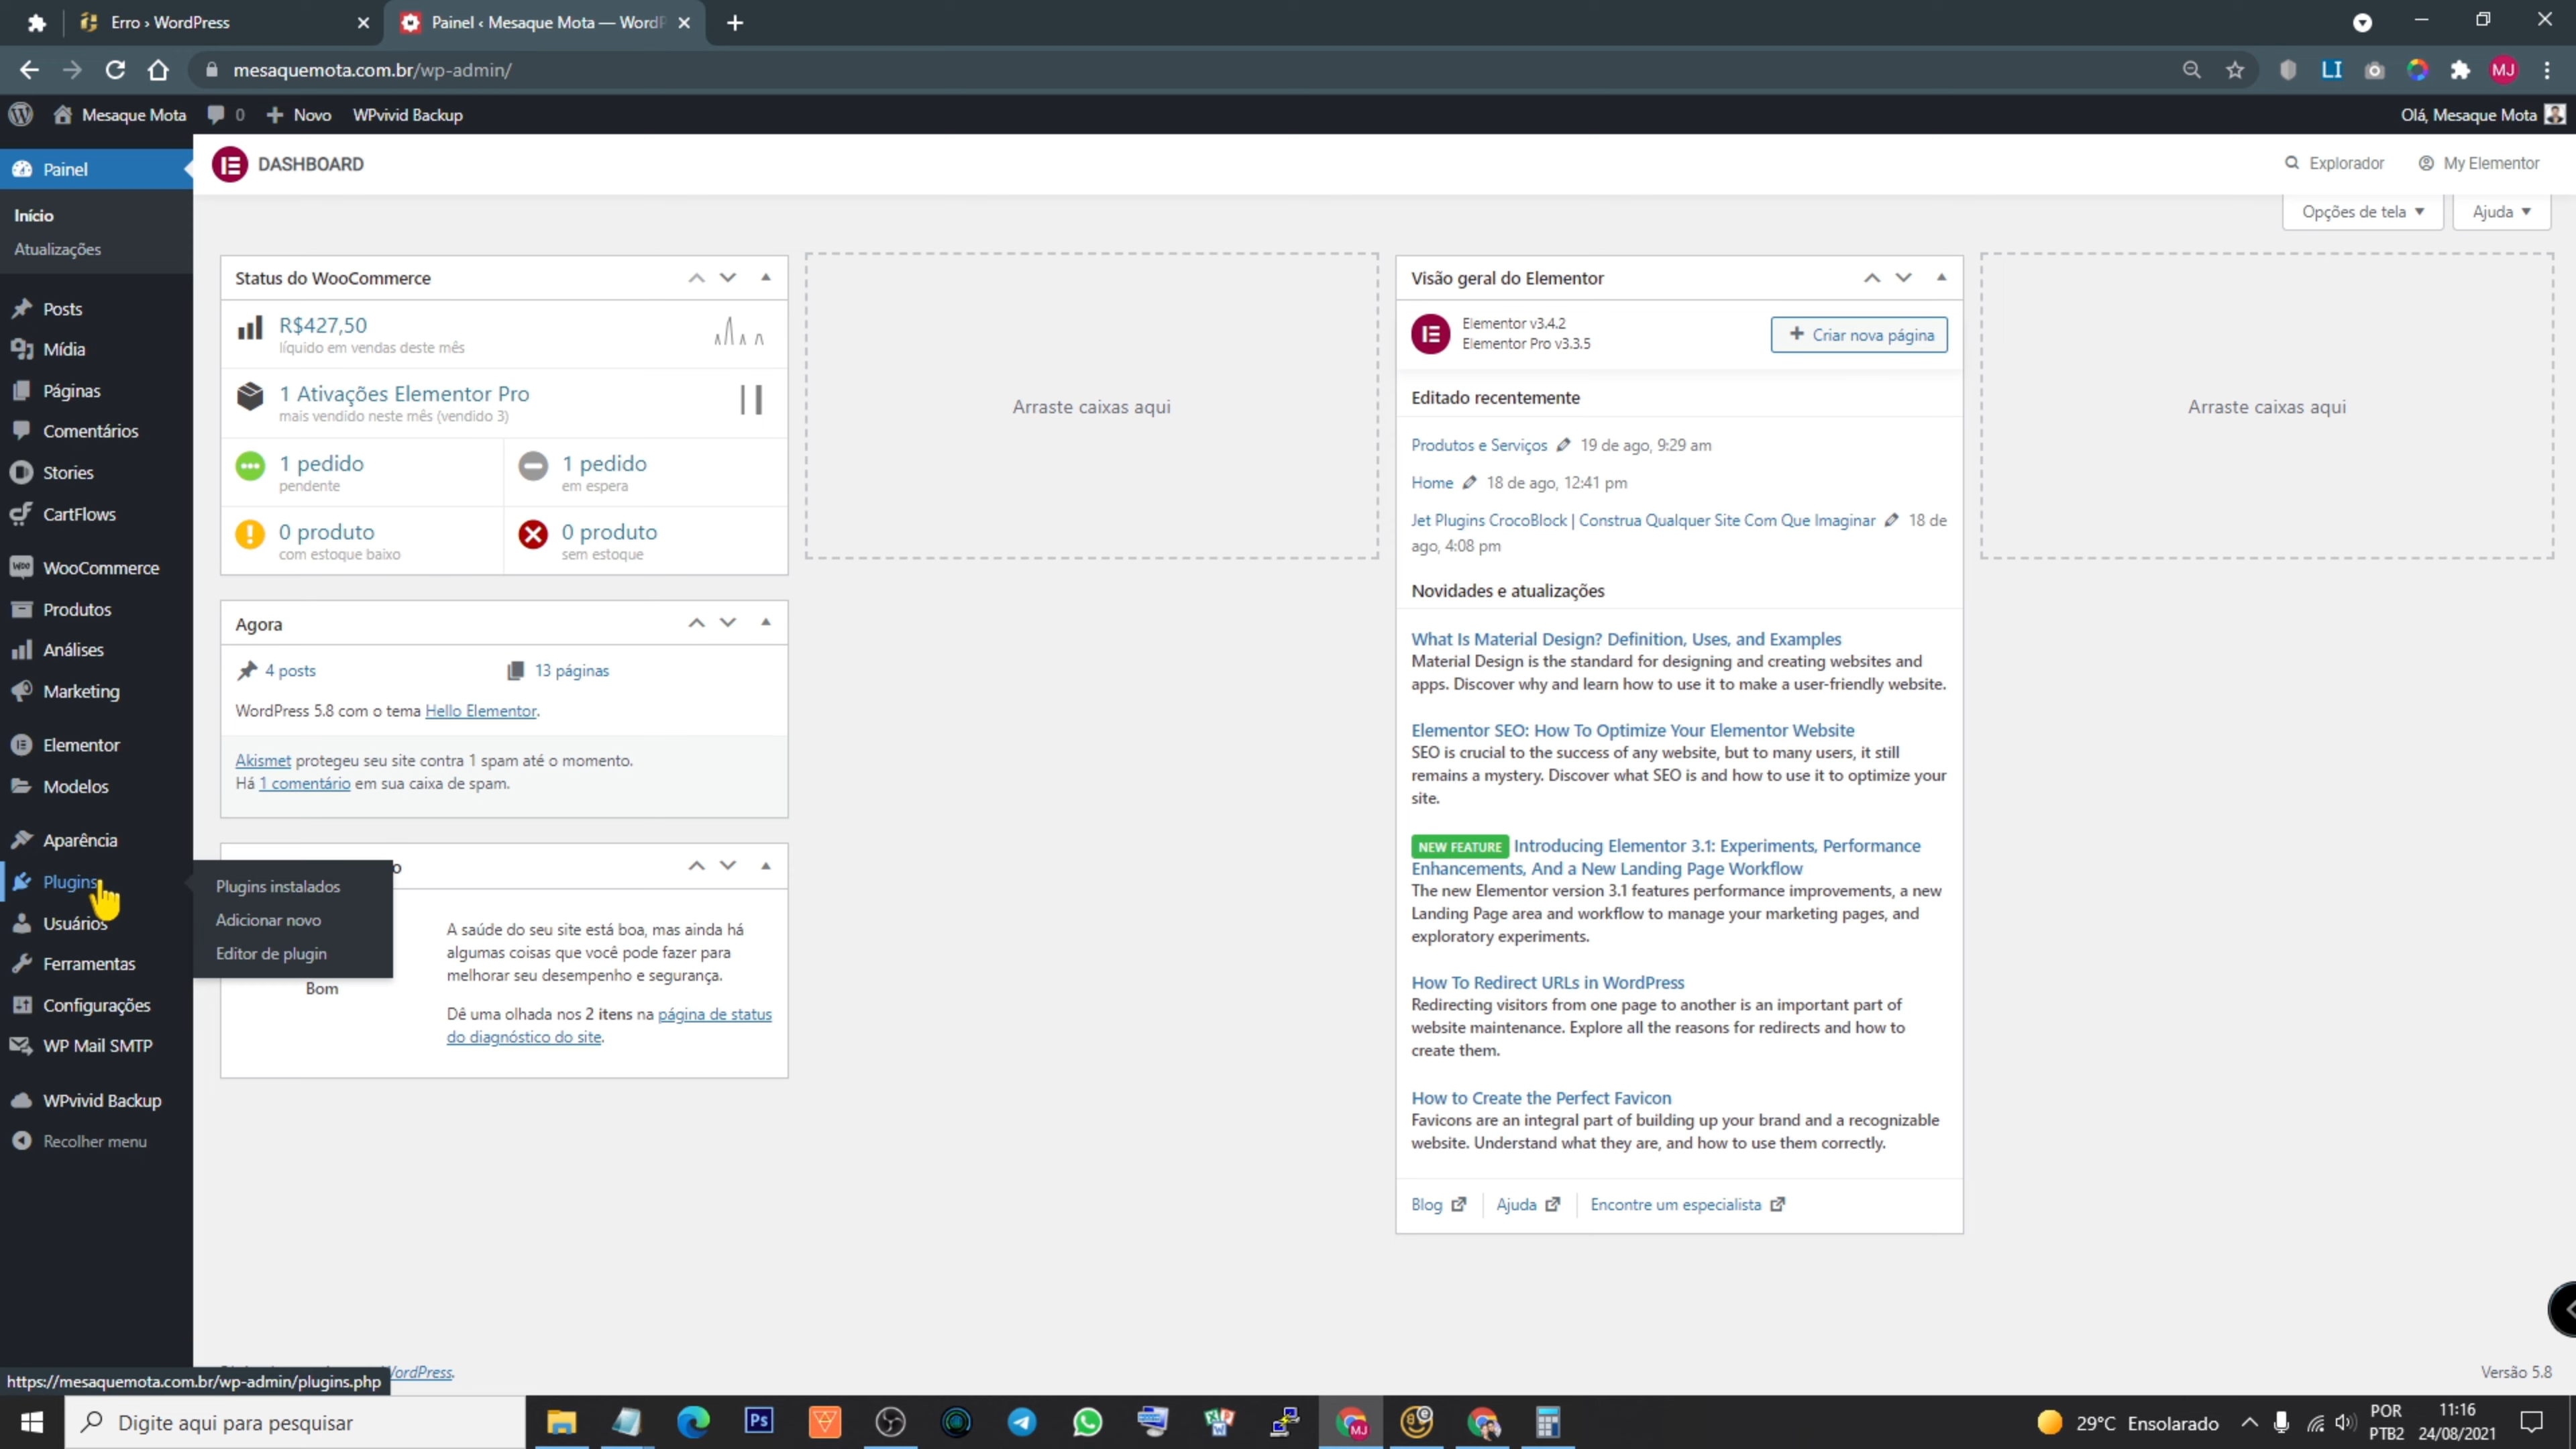 Erro › WordPress
Painel ‹ Mesaque Mota — WordP
mesaquemota.com.br/wp-admin/
LI
MJ
Mesaque Mota
0
Novo
WPvivid Backup
Olá, Mesaque Mota
Painel
Início
Atualizações
Posts
Mídia
Páginas
Comentários
Stories
CartFlows
WooCommerce
Produtos
Análises
Marketing
Elementor
Modelos
Aparência
Plugins
Usuários
Ferramentas
Configurações
WP Mail SMTP
WPvivid Backup
Recolher menu
Plugins instalados
Adicionar novo
Editor de plugin
DASHBOARD
Explorador
My Elementor
Opções de tela
Ajuda
Status do WooCommerce
R$427,50
líquido em vendas deste mês
1 Ativações Elementor Pro
mais vendido neste mês (vendido 3)
1 pedido
pendente
1 pedido
em espera
0 produto
com estoque baixo
0 produto
sem estoque
Agora
4 posts
13 páginas
WordPress 5.8 com o tema Hello Elementor.
Akismet protegeu seu site contra 1 spam até o momento.
Há 1 comentário em sua caixa de spam.
o
Bom
A saúde do seu site está boa, mas ainda há
algumas coisas que você pode fazer para
melhorar seu desempenho e segurança.
Dê uma olhada nos 2 itens na página de status
do diagnóstico do site.
Arraste caixas aqui
Visão geral do Elementor
Elementor v3.4.2
Elementor Pro v3.3.5
Criar nova página
Editado recentemente
Produtos e Serviços 19 de ago, 9:29 am
Home 18 de ago, 12:41 pm
Jet Plugins CrocoBlock | Construa Qualquer Site Com Que Imaginar 18 de
ago, 4:08 pm
Novidades e atualizações
What Is Material Design? Definition, Uses, and Examples
Material Design is the standard for designing and creating websites and
apps. Discover why and learn how to use it to make a user-friendly website.
Elementor SEO: How To Optimize Your Elementor Website
SEO is crucial to the success of any website, but to many users, it still
remains a mystery. Discover what SEO is and how to use it to optimize your
site.
NEW FEATURE Introducing Elementor 3.1: Experiments, Performance
Enhancements, And a New Landing Page Workflow
The new Elementor version 3.1 features performance improvements, a new
Landing Page area and workflow to manage your marketing pages, and
exploratory experiments.
How To Redirect URLs in WordPress
Redirecting visitors from one page to another is an important part of
website maintenance. Explore all the reasons for redirects and how to
create them.
How to Create the Perfect Favicon
Favicons are an integral part of building up your brand and a recognizable
website. Understand what they are, and how to use them correctly.
Blog
Ajuda
Encontre um especialista
Arraste caixas aqui
WordPress.
Versão 5.8
https://mesaquemota.com.br/wp-admin/plugins.php
Digite aqui para pesquisar
Ps
MJ
29°C Ensolarado
POR
PTB2
11:16
24/08/2021